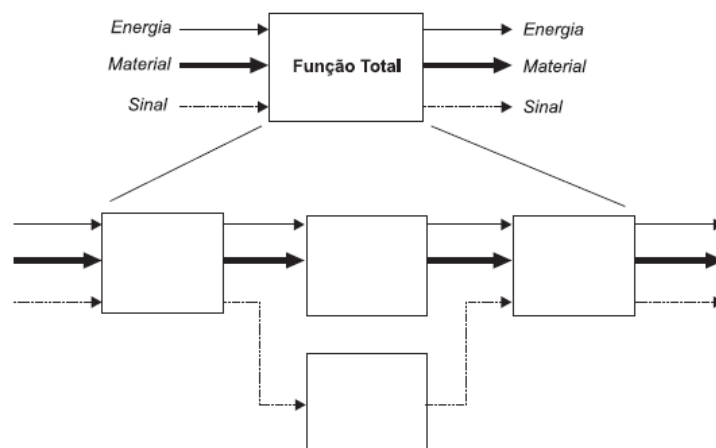 Energia
Energia
Material
Função Total
Material
Sinal
Sinal